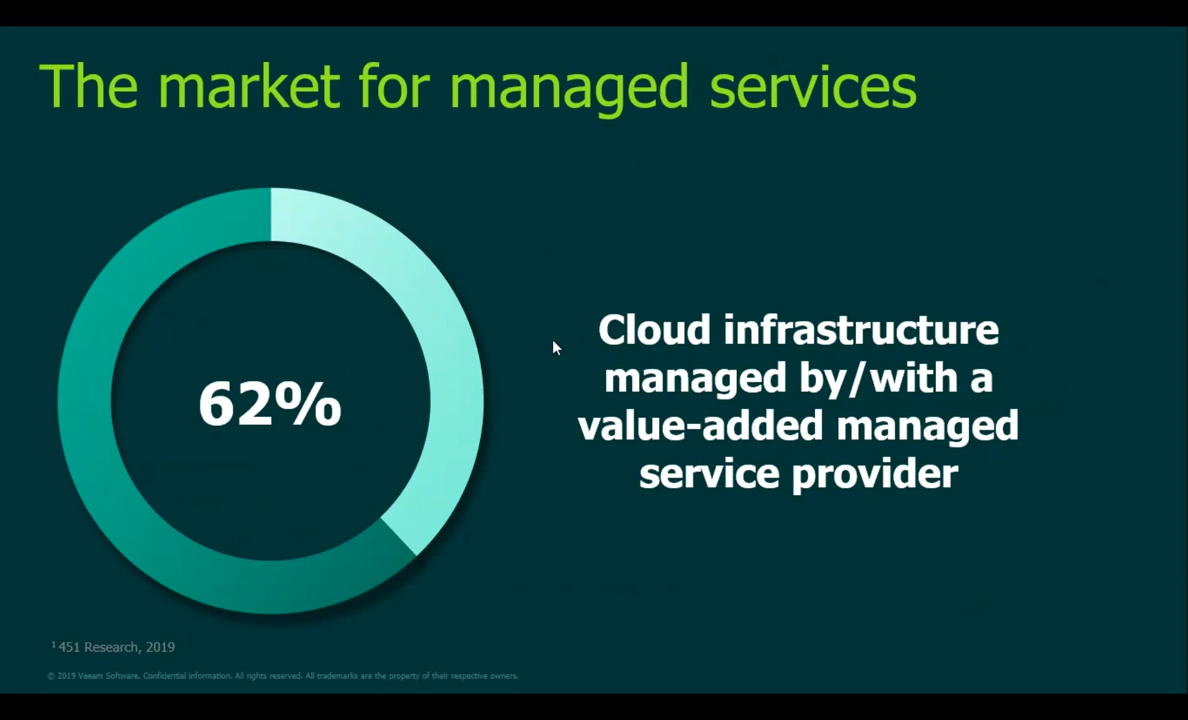 The market for managed services
62%
Cloud infrastructure
managed by/with a
value-added managed
service provider
¹ 451 Research, 2019
© 2019 Veeam Software. Confidential information. All rights reserved. All trademarks are the property of their respective owners.